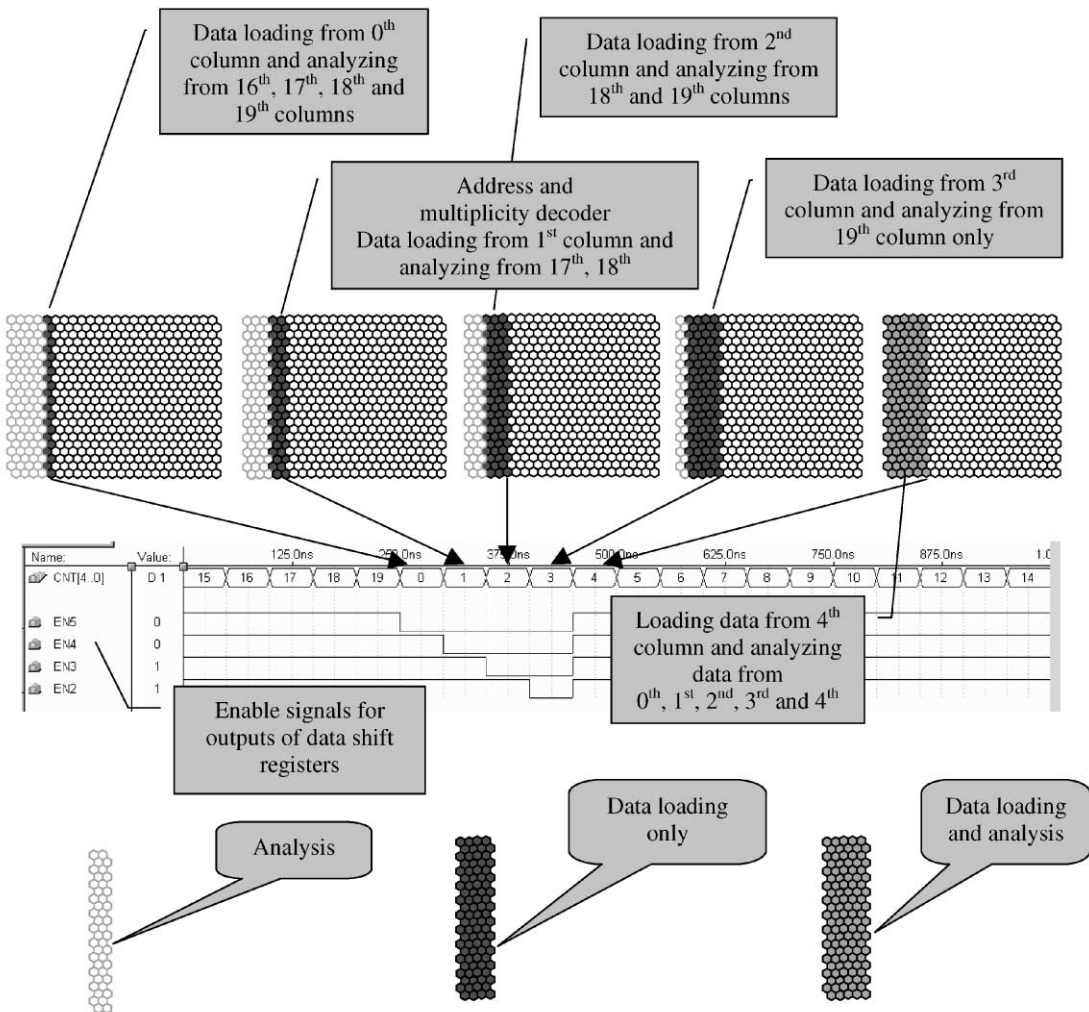 Data loading from 0th
column and analyzing
from 16th, 17th, 18th and
19th columns
Data loading from 2nd
column and analyzing from
18th and 19th columns
Address and
multiplicity decoder
Data loading from 1st column and
analyzing from 17th, 18th
Data loading from 3rd
column and analyzing from
19th column only
Name: Value: 125.0ns 250.0ns 375.0ns 500.0ns 625.0ns 750.0ns 875.0ns 1.0
CNT[4..0] D 1 15 16 17 18 19 0 1 2 3 4 5 6 7 8 9 10 11 12 13 14
EN5 0
EN4 0
EN3 1
EN2 1
Loading data from 4th
column and analyzing
data from
0th, 1st, 2nd, 3rd and 4th
Enable signals for
outputs of data shift
registers
Analysis
Data loading
only
Data loading
and analysis